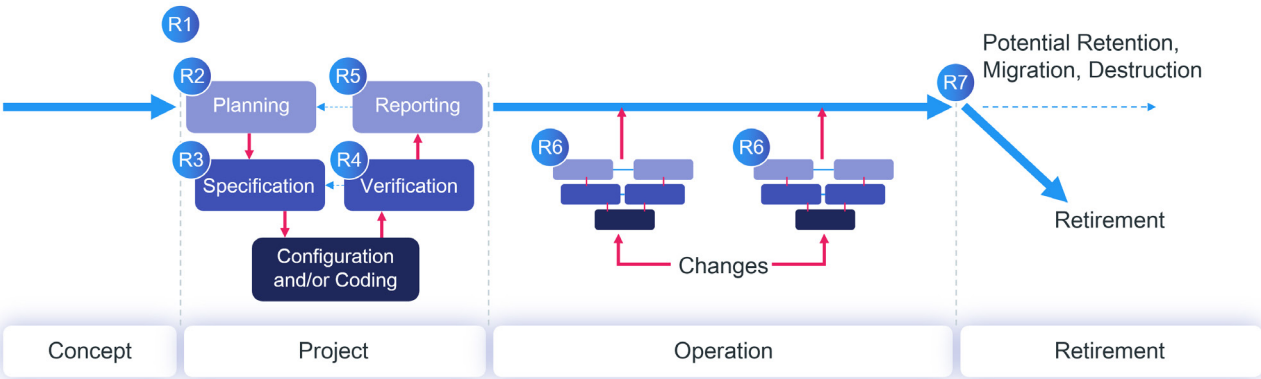 R1
R2
Planning
R5
Reporting
R3
Specification
R4
Verification
Configuration
and/or Coding
R6
R6
Changes
R7
Potential Retention,
Migration, Destruction
Retirement
Concept
Project
Operation
Retirement